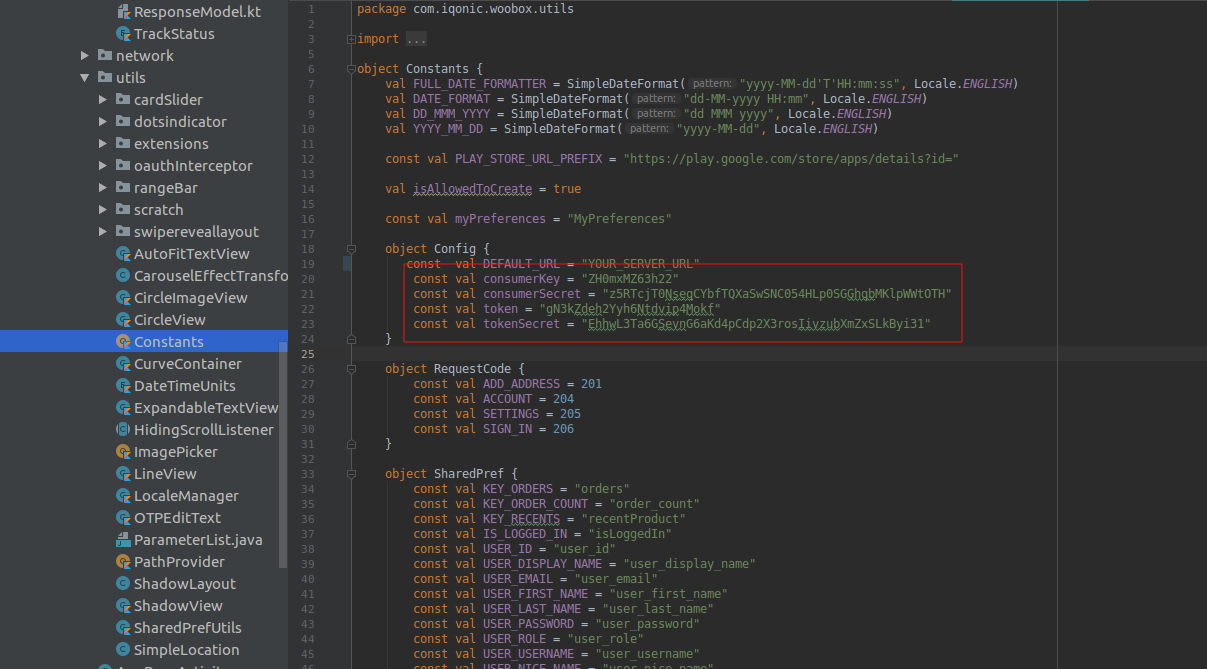 ResponseModel.kt
TrackStatus
network
utils
cardSlider
dotsindicator
extensions
oauthInterceptor
rangeBar
scratch
swipereveallayout
AutoFitTextView
CarouselEffectTransfo
CircleImageView
CircleView
Constants
CurveContainer
DateTimeUnits
ExpandableTextView
HidingScrollListener
ImagePicker
LineView
LocaleManager
OTPEditText
ParameterList.java
PathProvider
ShadowLayout
ShadowView
SharedPrefUtils
SimpleLocation
1 package com.iqonic.woobox.utils
2
3 import ...
5
6 object Constants {
7 val FULL_DATE_FORMATTER = SimpleDateFormat( pattern: "yyyy-MM-dd'T'HH:mm:ss", Locale.ENGLISH)
8 val DATE_FORMAT = SimpleDateFormat( pattern: "dd-MM-yyyy HH:mm", Locale.ENGLISH)
9 val DD_MMM_YYYY = SimpleDateFormat( pattern: "dd MMM yyyy", Locale.ENGLISH)
10 val YYYY_MM_DD = SimpleDateFormat( pattern: "yyyy-MM-dd", Locale.ENGLISH)
11
12 const val PLAY_STORE_URL_PREFIX = "https://play.google.com/store/apps/details?id="
13
14 val isAllowedToCreate = true
15
16 const val myPreferences = "MyPreferences"
17
18 object Config {
19 const val DEFAULT_URL = "YOUR_SERVER_URL"
20 const val consumerKey = "ZH0mxMZ63h22"
21 const val consumerSecret = "z5RTcjT0NseqCYbfTQXaSwSNC054HLp0SGGhqbMKlpWWtOTH"
22 const val token = "gN3kZdeh2Yyh6Ntdvip4Mokf"
23 const val tokenSecret = "EhhwL3Ta6GSevnG6aKd4pCdp2X3rosIivzubXmZxSLkByi31"
24 }
25
26 object RequestCode {
27 const val ADD_ADDRESS = 201
28 const val ACCOUNT = 204
29 const val SETTINGS = 205
30 const val SIGN_IN = 206
31 }
32
33 object SharedPref {
34 const val KEY_ORDERS = "orders"
35 const val KEY_ORDER_COUNT = "order_count"
36 const val KEY_RECENTS = "recentProduct"
37 const val IS_LOGGED_IN = "isLoggedIn"
38 const val USER_ID = "user_id"
39 const val USER_DISPLAY_NAME = "user_display_name"
40 const val USER_EMAIL = "user_email"
41 const val USER_FIRST_NAME = "user_first_name"
42 const val USER_LAST_NAME = "user_last_name"
43 const val USER_PASSWORD = "user_password"
44 const val USER_ROLE = "user_role"
45 const val USER_USERNAME = "user_username"
46 const val USER_NICE_NAME = "user_nice_name"